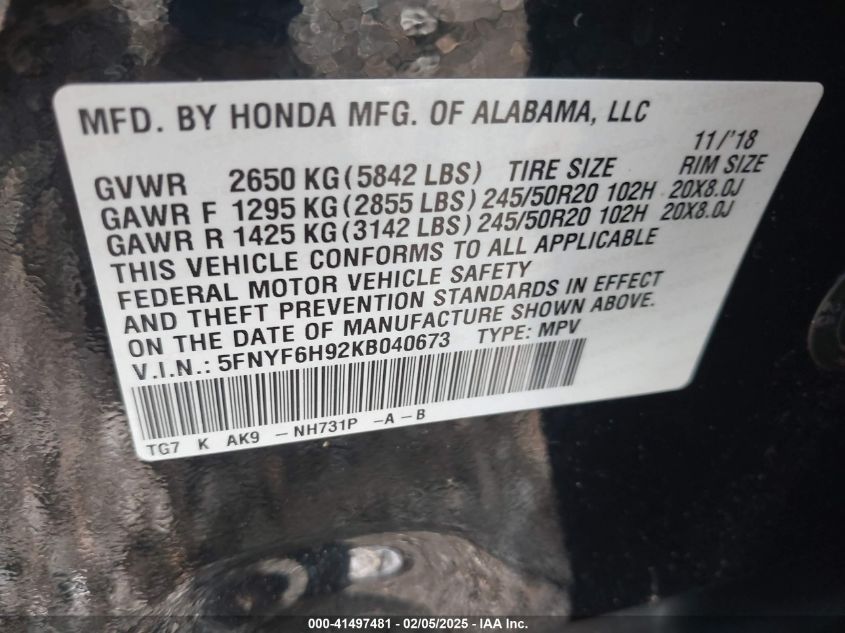 MFD. BY HONDA MFG. OF ALABAMA, LLC
11/'18
GVWR 2650 KG (5842 LBS) TIRE SIZE RIM SIZE
GAWR F 1295 KG (2855 LBS) 245/50R20 102H 20X8.0J
GAWR R 1425 KG (3142 LBS) 245/50R20 102H 20X8.0J
THIS VEHICLE CONFORMS TO ALL APPLICABLE
FEDERAL MOTOR VEHICLE SAFETY
AND THEFT PREVENTION STANDARDS IN EFFECT
ON THE DATE OF MANUFACTURE SHOWN ABOVE.
V.I.N.: 5FNYF6H92KB040673 TYPE: MPV
TG7 K AK9 - NH731P - A - B
000-41497481 - 02/05/2025 - IAA Inc.